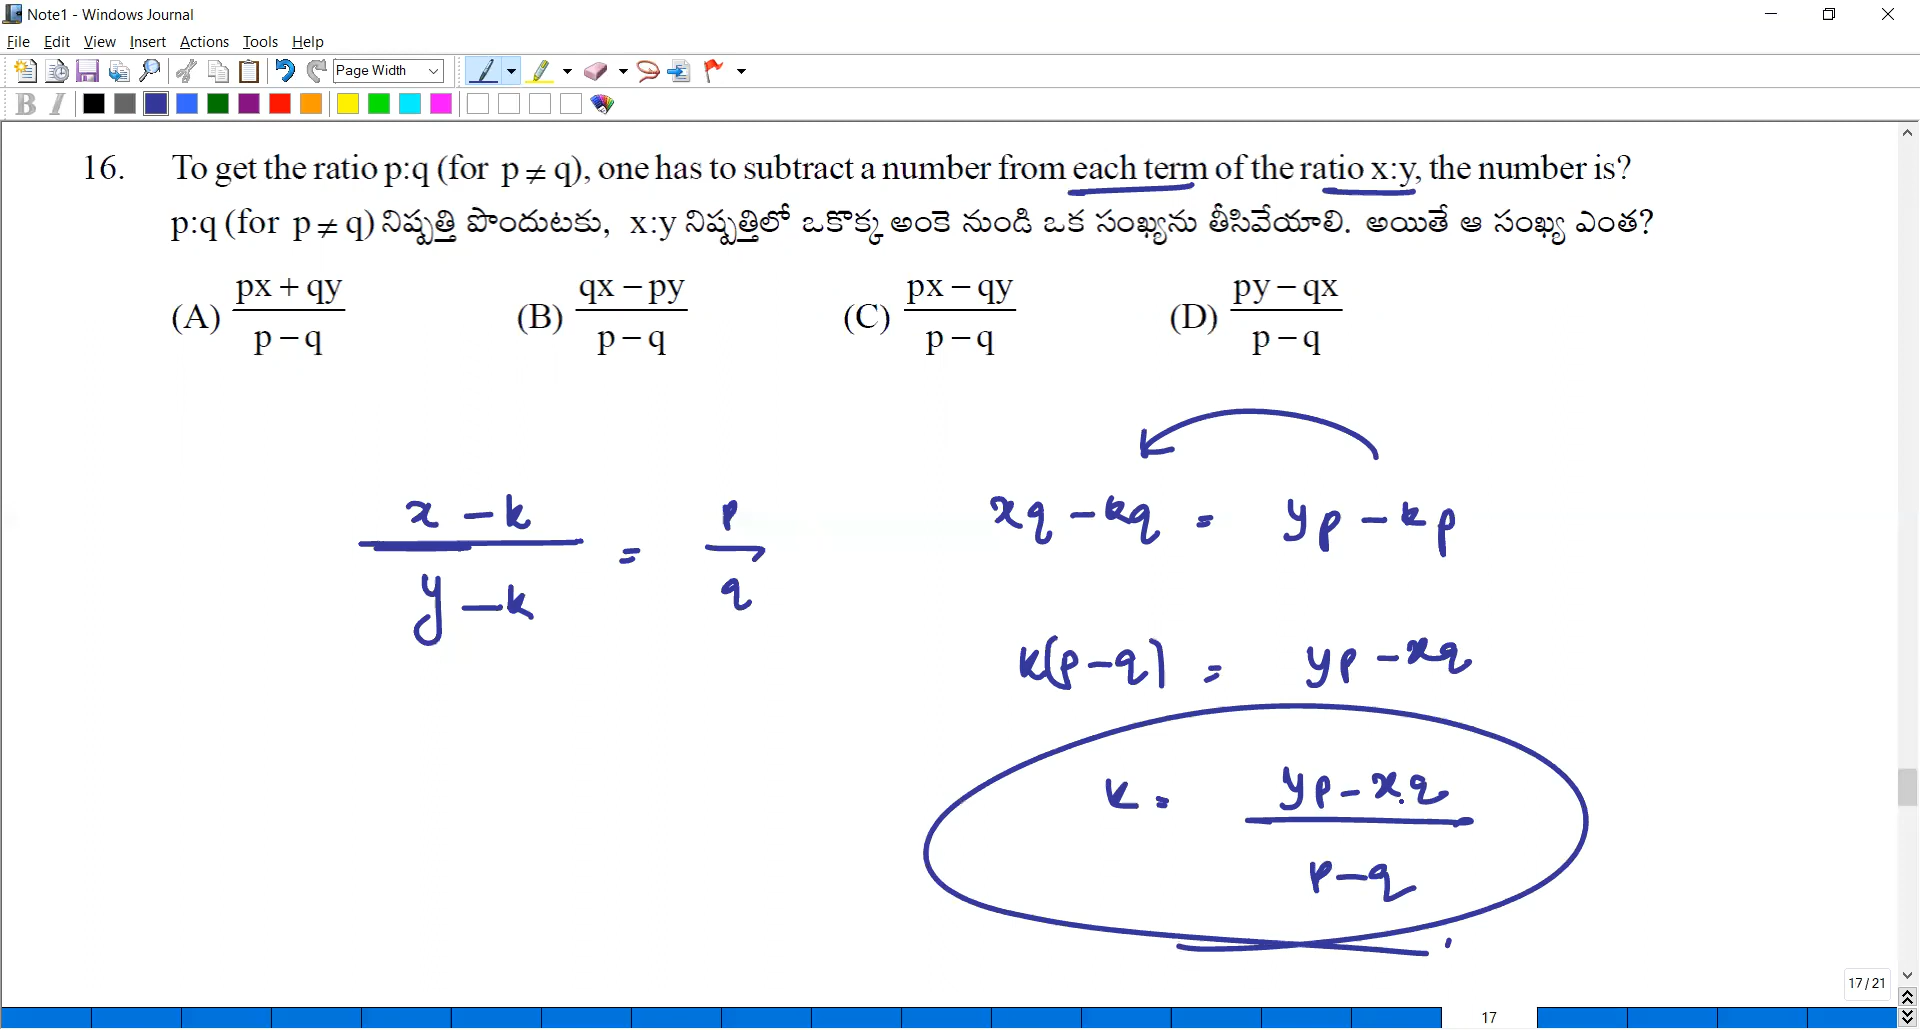 Note1 - Windows Journal
File Edit View Insert Actions Tools Help
Page Width
B I
16. To get the ratio p:q (for p ≠ q), one has to subtract a number from each term of the ratio x:y, the number is?
p:q (for p ≠ q) నిష్పత్తి పొందుటకు, x:y నిష్పత్తిలో ఒకొక్క అంకె నుండి ఒక సంఖ్యను తీసివేయాలి. అయితే ఆ సంఖ్య ఎంత?
(A) (px + qy)/(p − q) (B) (qx − py)/(p − q) (C) (px − qy)/(p − q) (D) (py − qx)/(p − q)
(x − k)/(y − k) = p/q
xq − kq = yp − kp
k(p − q) = yp − xq
k = (yp − xq)/(p − q)
17/21
17